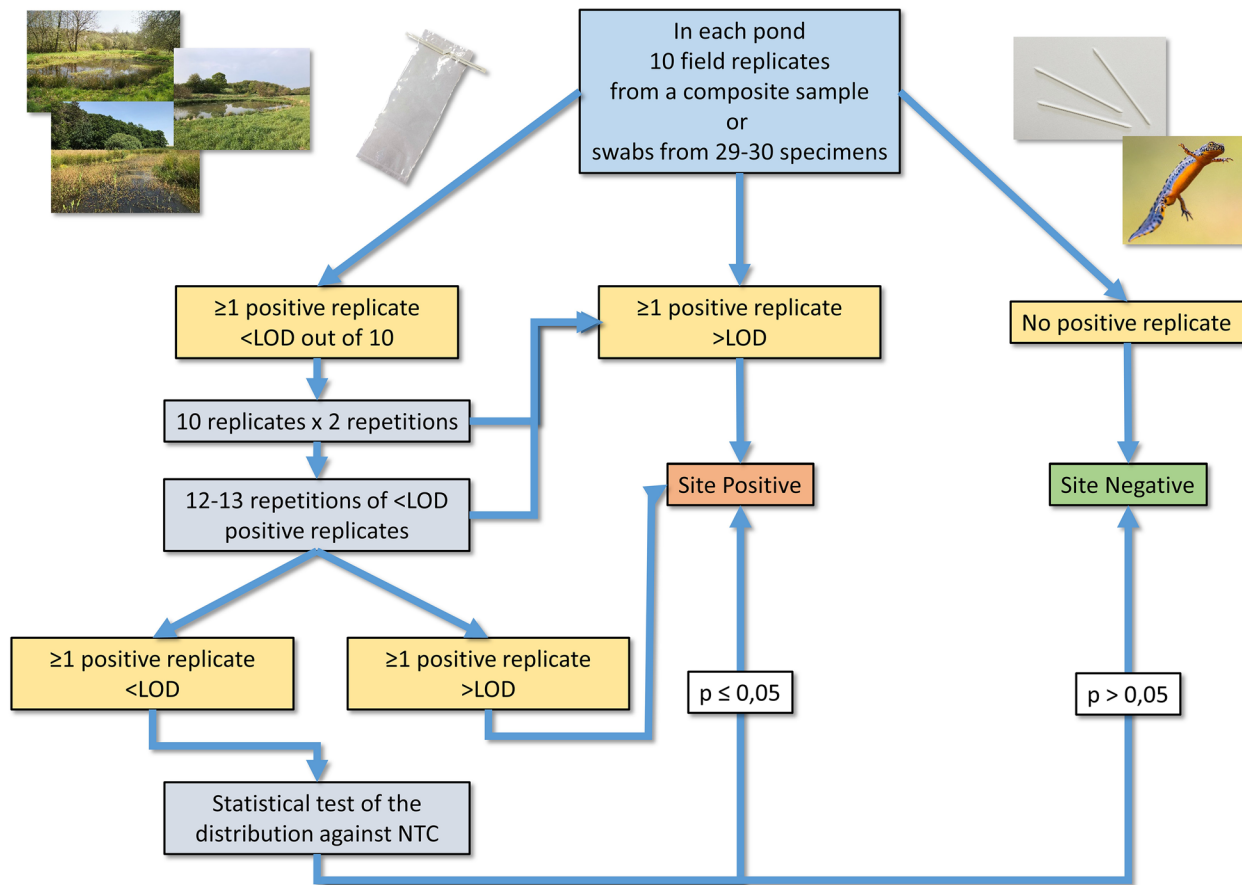 In each pond
10 field replicates
from a composite sample
or
swabs from 29-30 specimens
≥1 positive replicate
<LOD out of 10
≥1 positive replicate
>LOD
No positive replicate
10 replicates x 2 repetitions
12-13 repetitions of <LOD
positive replicates
Site Positive
Site Negative
≥1 positive replicate
<LOD
≥1 positive replicate
>LOD
p ≤ 0,05
p > 0,05
Statistical test of the
distribution against NTC